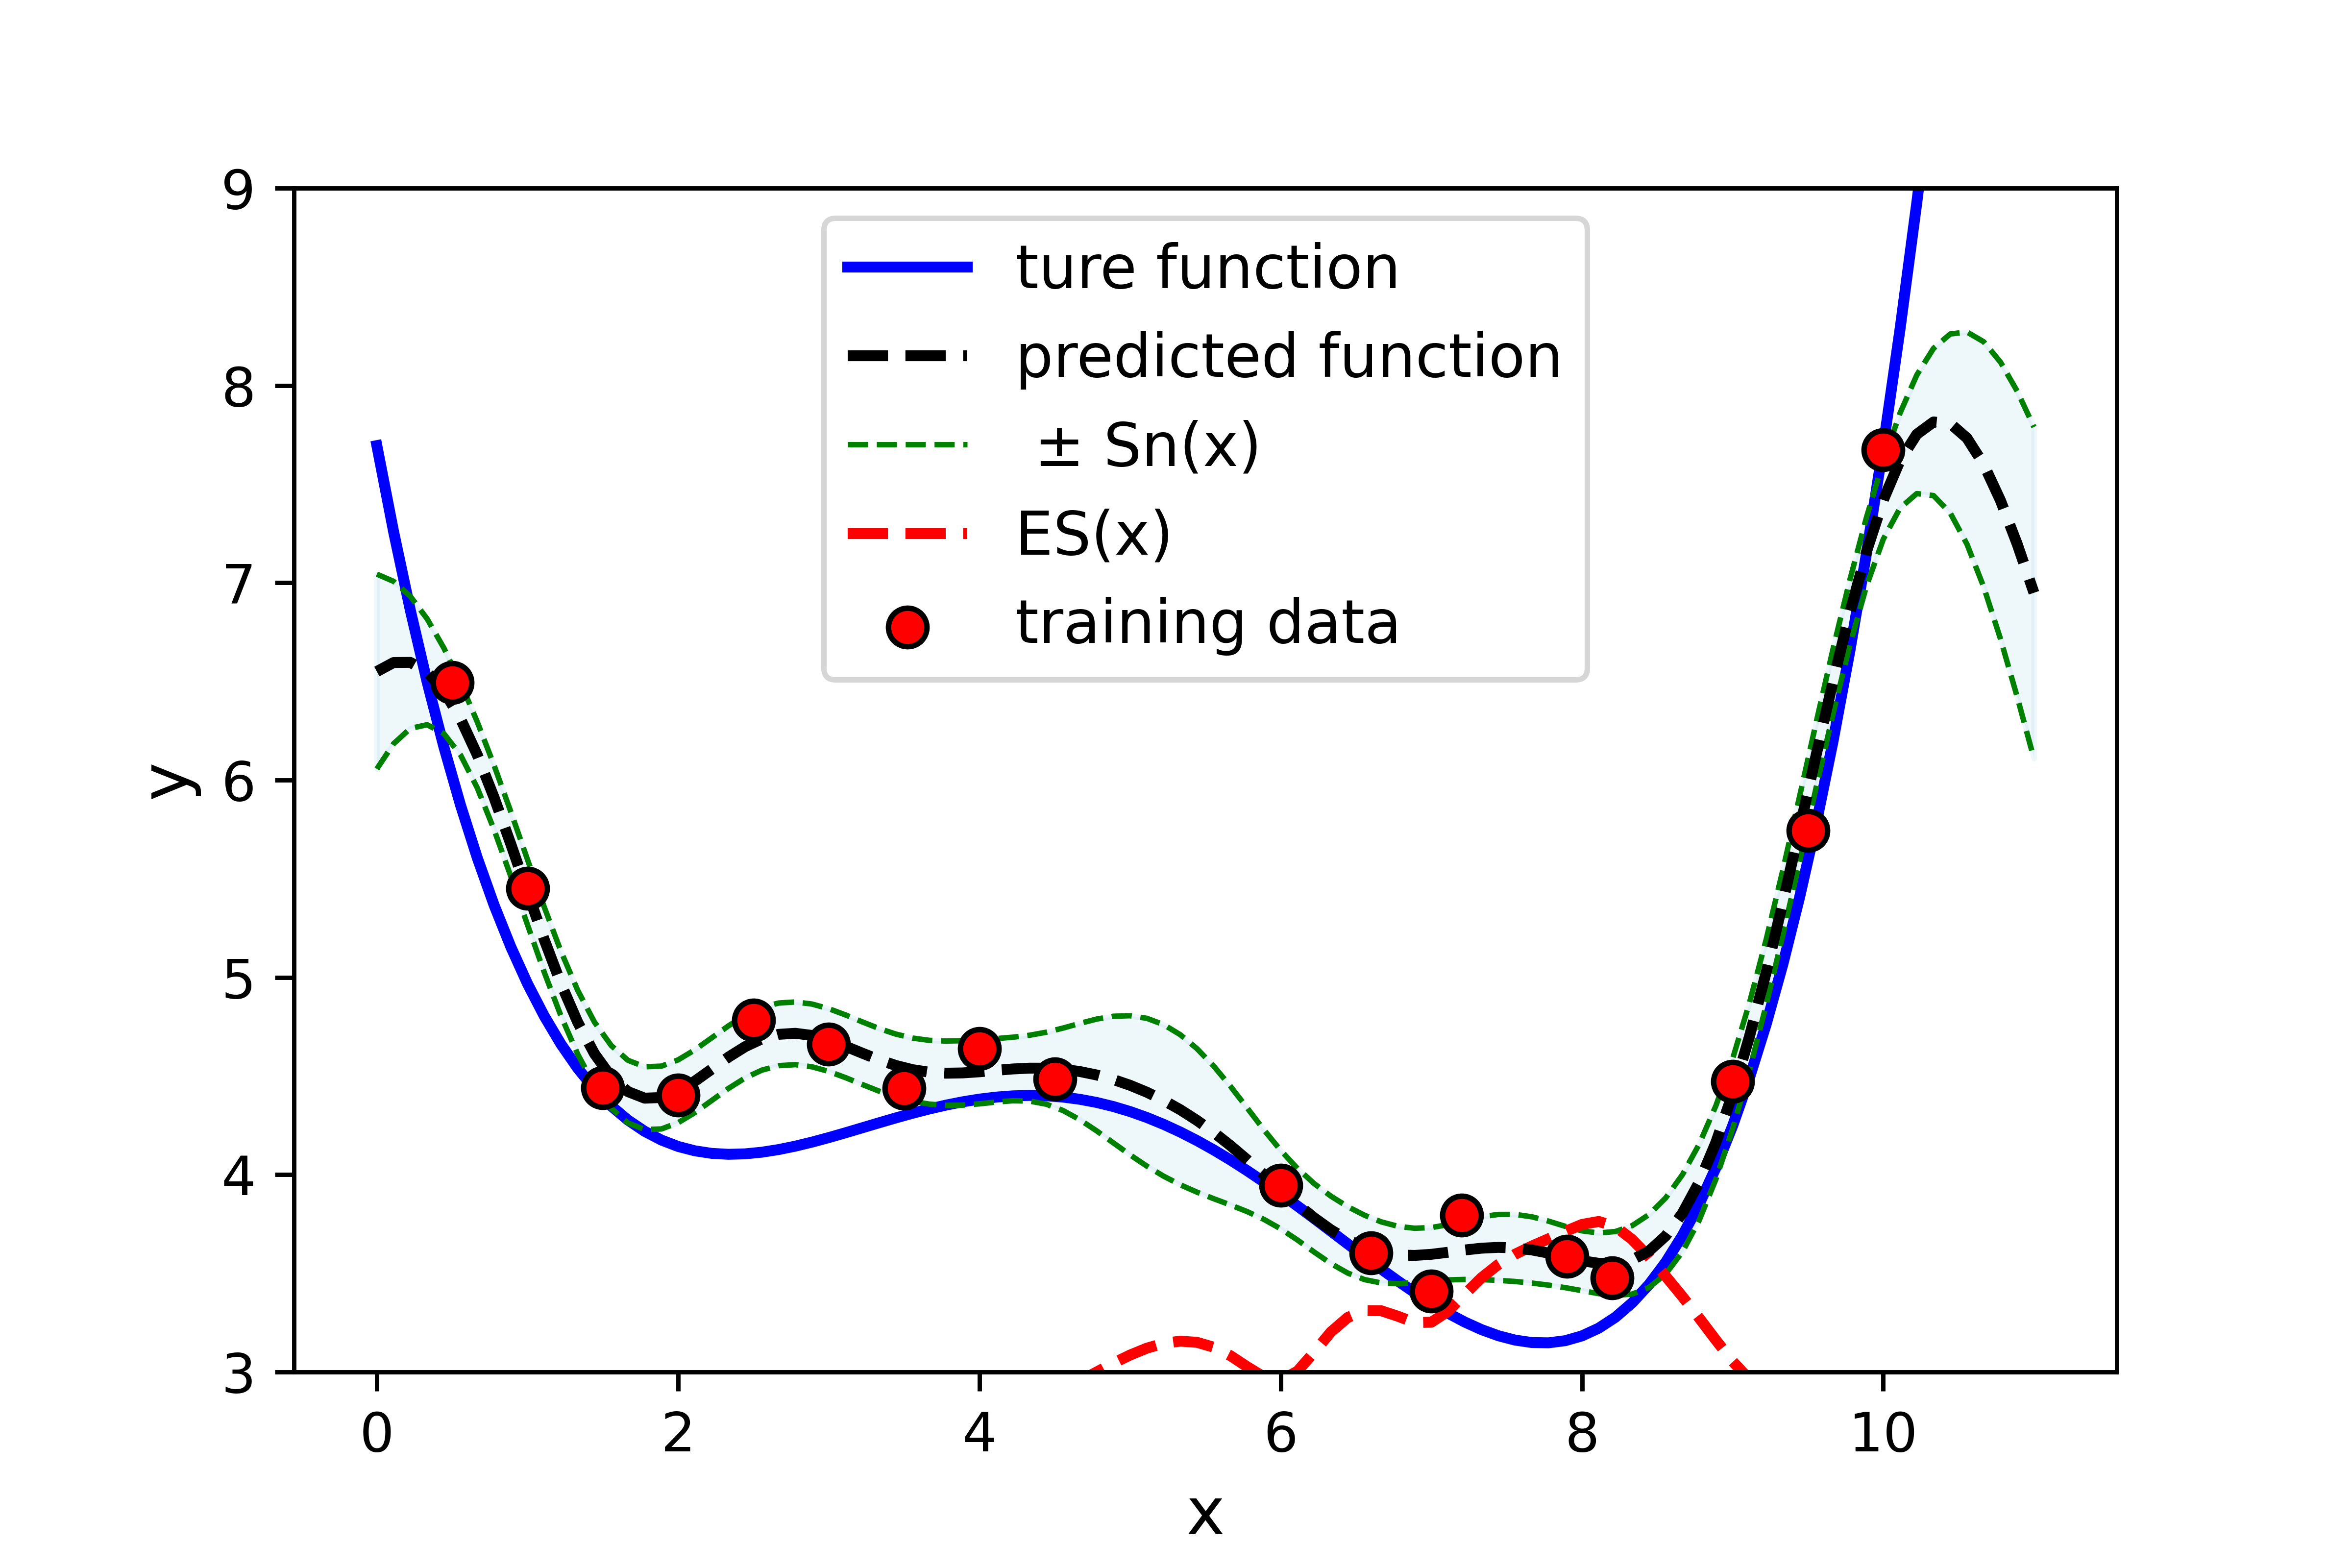 9
8
7
6
5
4
3
y
ture function
predicted function
± Sn(x)
ES(x)
training data
0 2 4 6 8 10
x